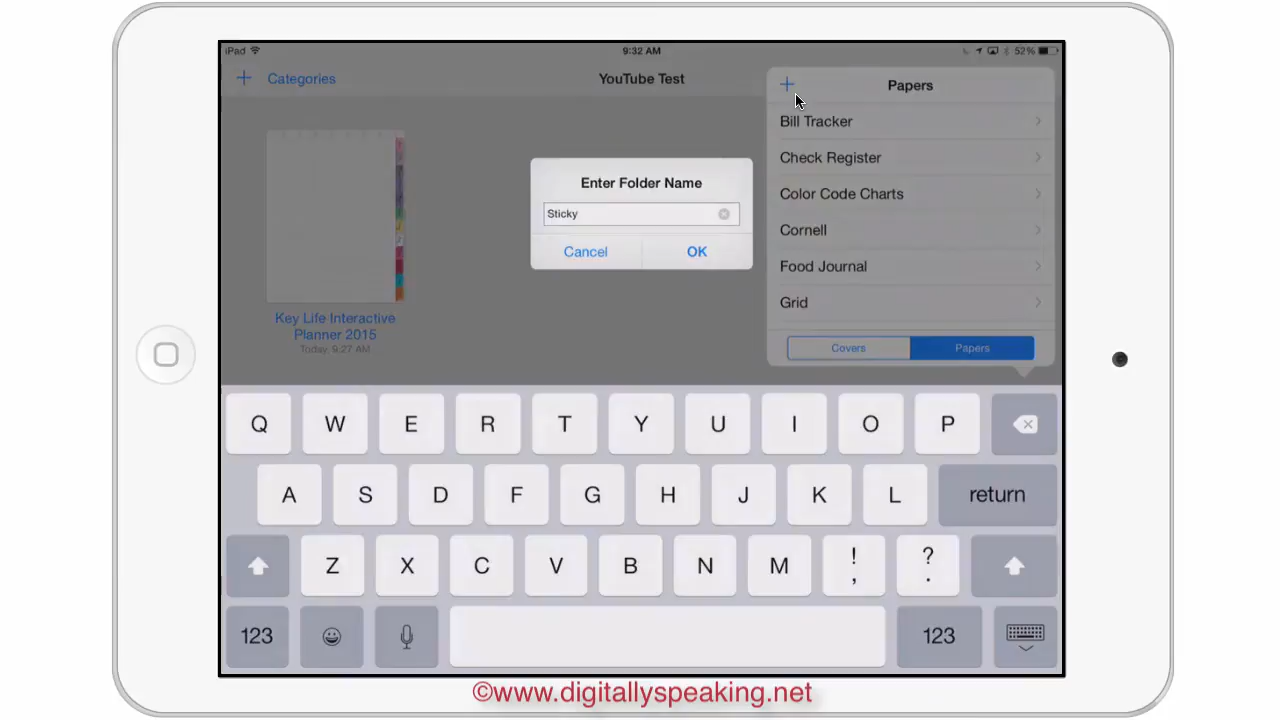 iPad 9:32 AM 52%
+ Categories
YouTube Test
+ Papers
Bill Tracker
Check Register
Color Code Charts
Cornell
Food Journal
Grid
Covers Papers
Enter Folder Name
Sticky
Cancel OK
Key Life Interactive
Planner 2015
Today, 9:27 AM
Q W E R T Y U I O P
A S D F G H J K L return
Z X C V B N M ! , ? .
123 123
©www.digitallyspeaking.net